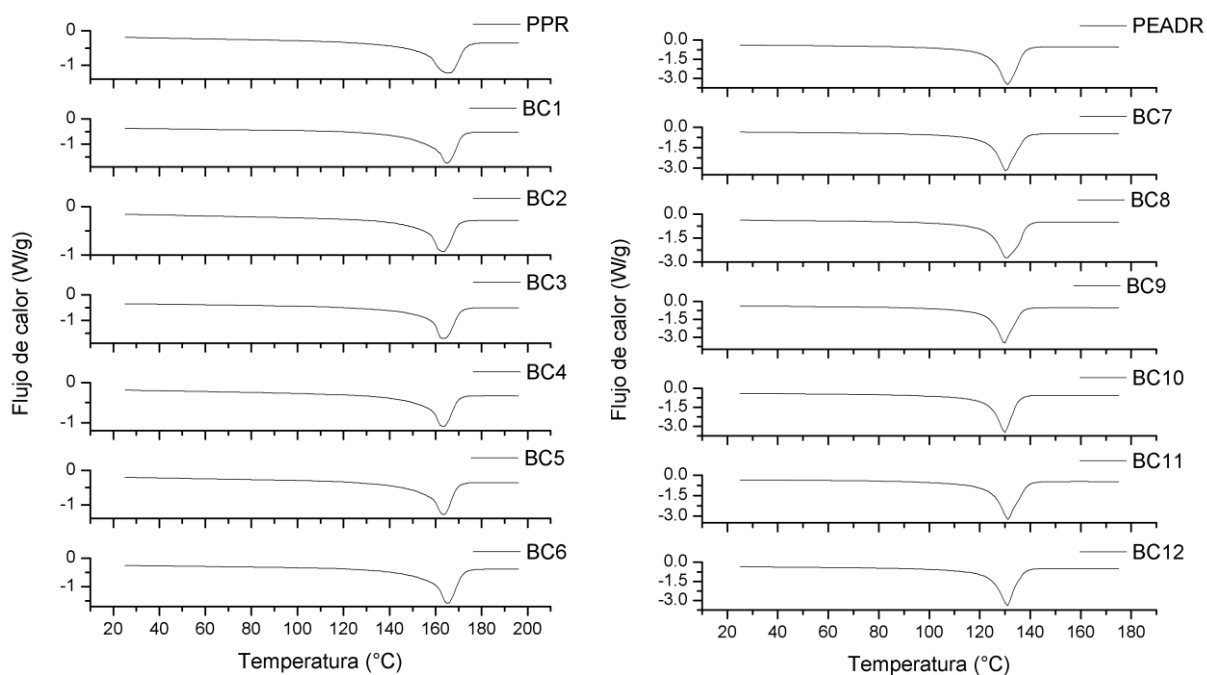 PPR
0
-1
BC1
0
-1
BC2
0
-1
BC3
0
-1
BC4
0
-1
BC5
0
-1
BC6
0
-1
20 40 60 80 100 120 140 160 180 200
Temperatura (°C)
Flujo de calor (W/g)
PEADR
0.0
-1.5
-3.0
BC7
0.0
-1.5
-3.0
BC8
0.0
-1.5
-3.0
BC9
0.0
-1.5
-3.0
BC10
0.0
-1.5
-3.0
BC11
0.0
-1.5
-3.0
BC12
0.0
-1.5
-3.0
20 40 60 80 100 120 140 160 180
Temperatura (°C)
Flujo de calor (W/g)